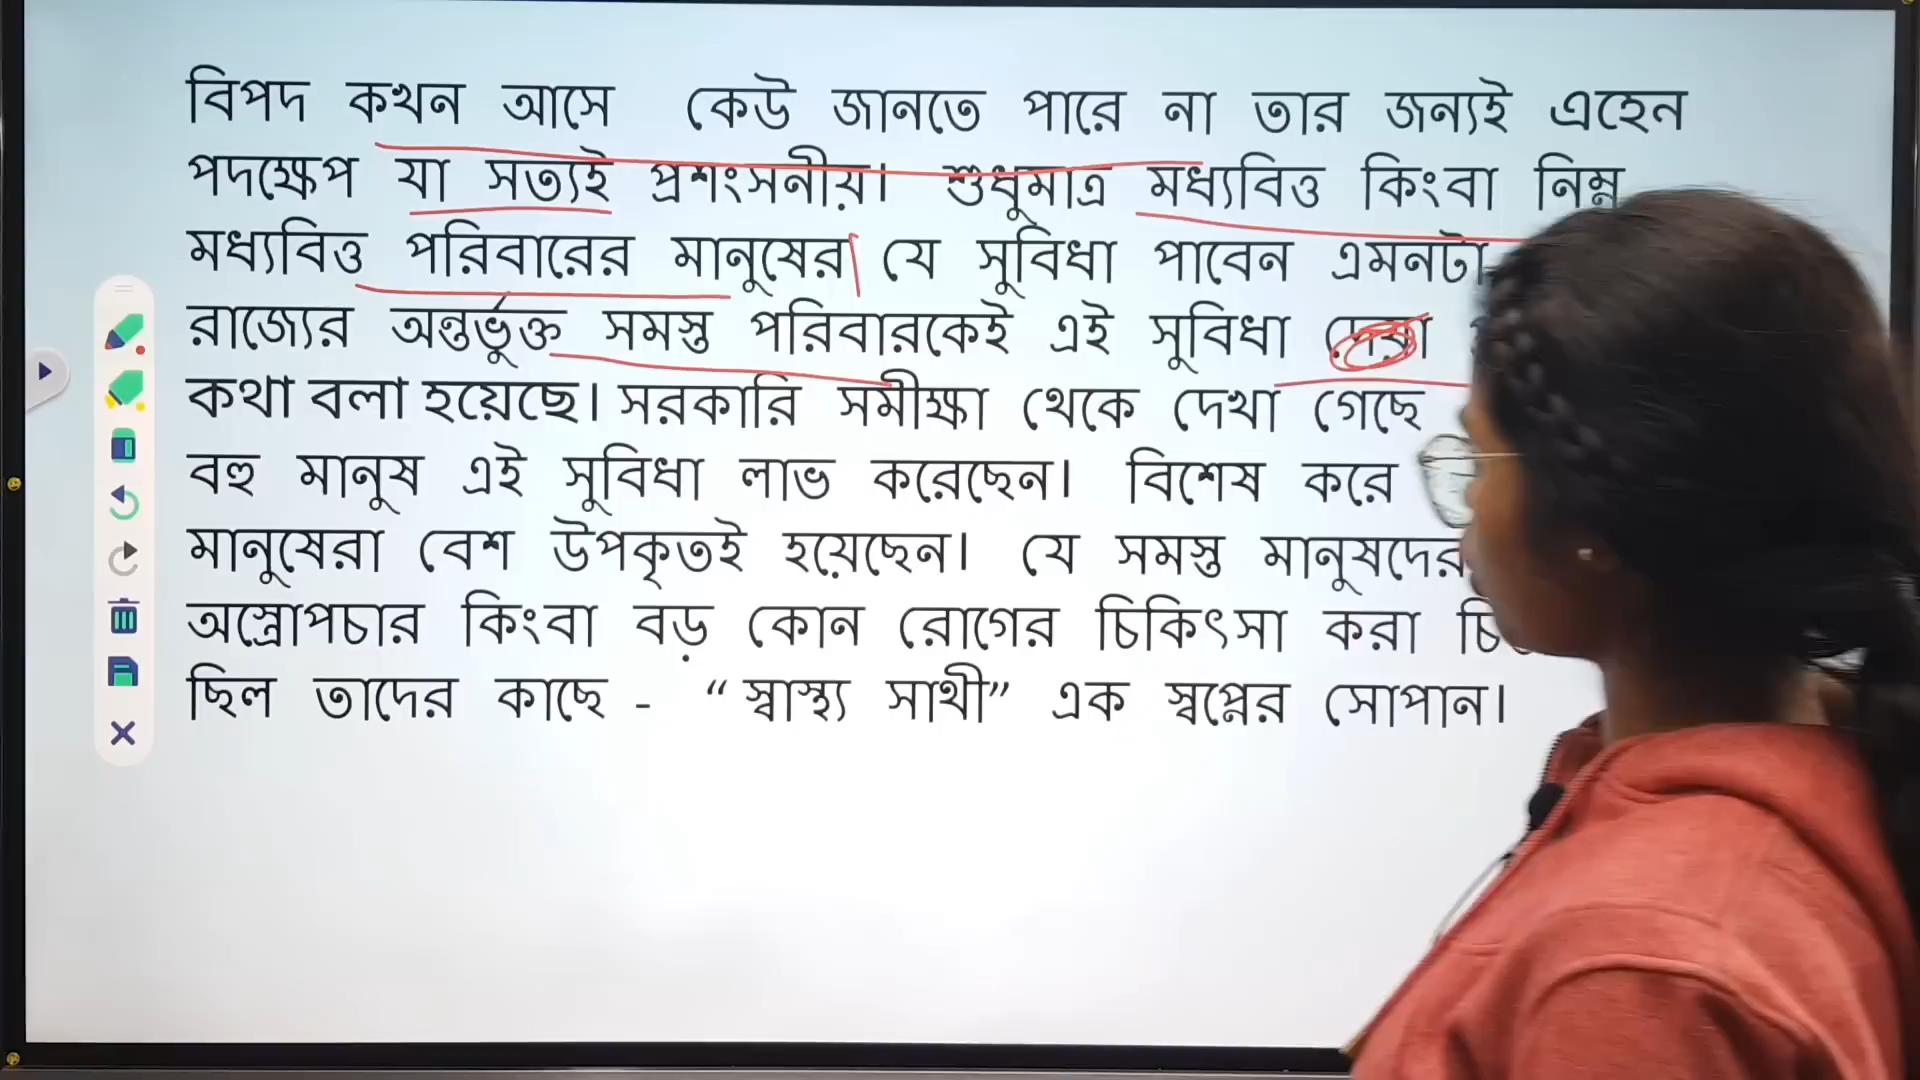 বিপদ কখন আসে কেউ জানতে পারে না তার জন্যই এহেন
পদক্ষেপ যা সত্যই প্রশংসনীয়। শুধুমাত্র মধ্যবিত্ত কিংবা নিম্ন
মধ্যবিত্ত পরিবারের মানুষের যে সুবিধা পাবেন এমনটা
রাজ্যের অন্তর্ভুক্ত সমস্ত পরিবারকেই এই সুবিধা
কথা বলা হয়েছে। সরকারি সমীক্ষা থেকে দেখা গেছে
বহু মানুষ এই সুবিধা লাভ করেছেন। বিশেষ করে
মানুষেরা বেশ উপকৃতই হয়েছেন। যে সমস্ত মানুষদের
অস্ত্রোপচার কিংবা বড় কোন রোগের চিকিৎসা করা
ছিল তাদের কাছে - “ স্বাস্থ্য সাথী” এক স্বপ্নের সোপান।